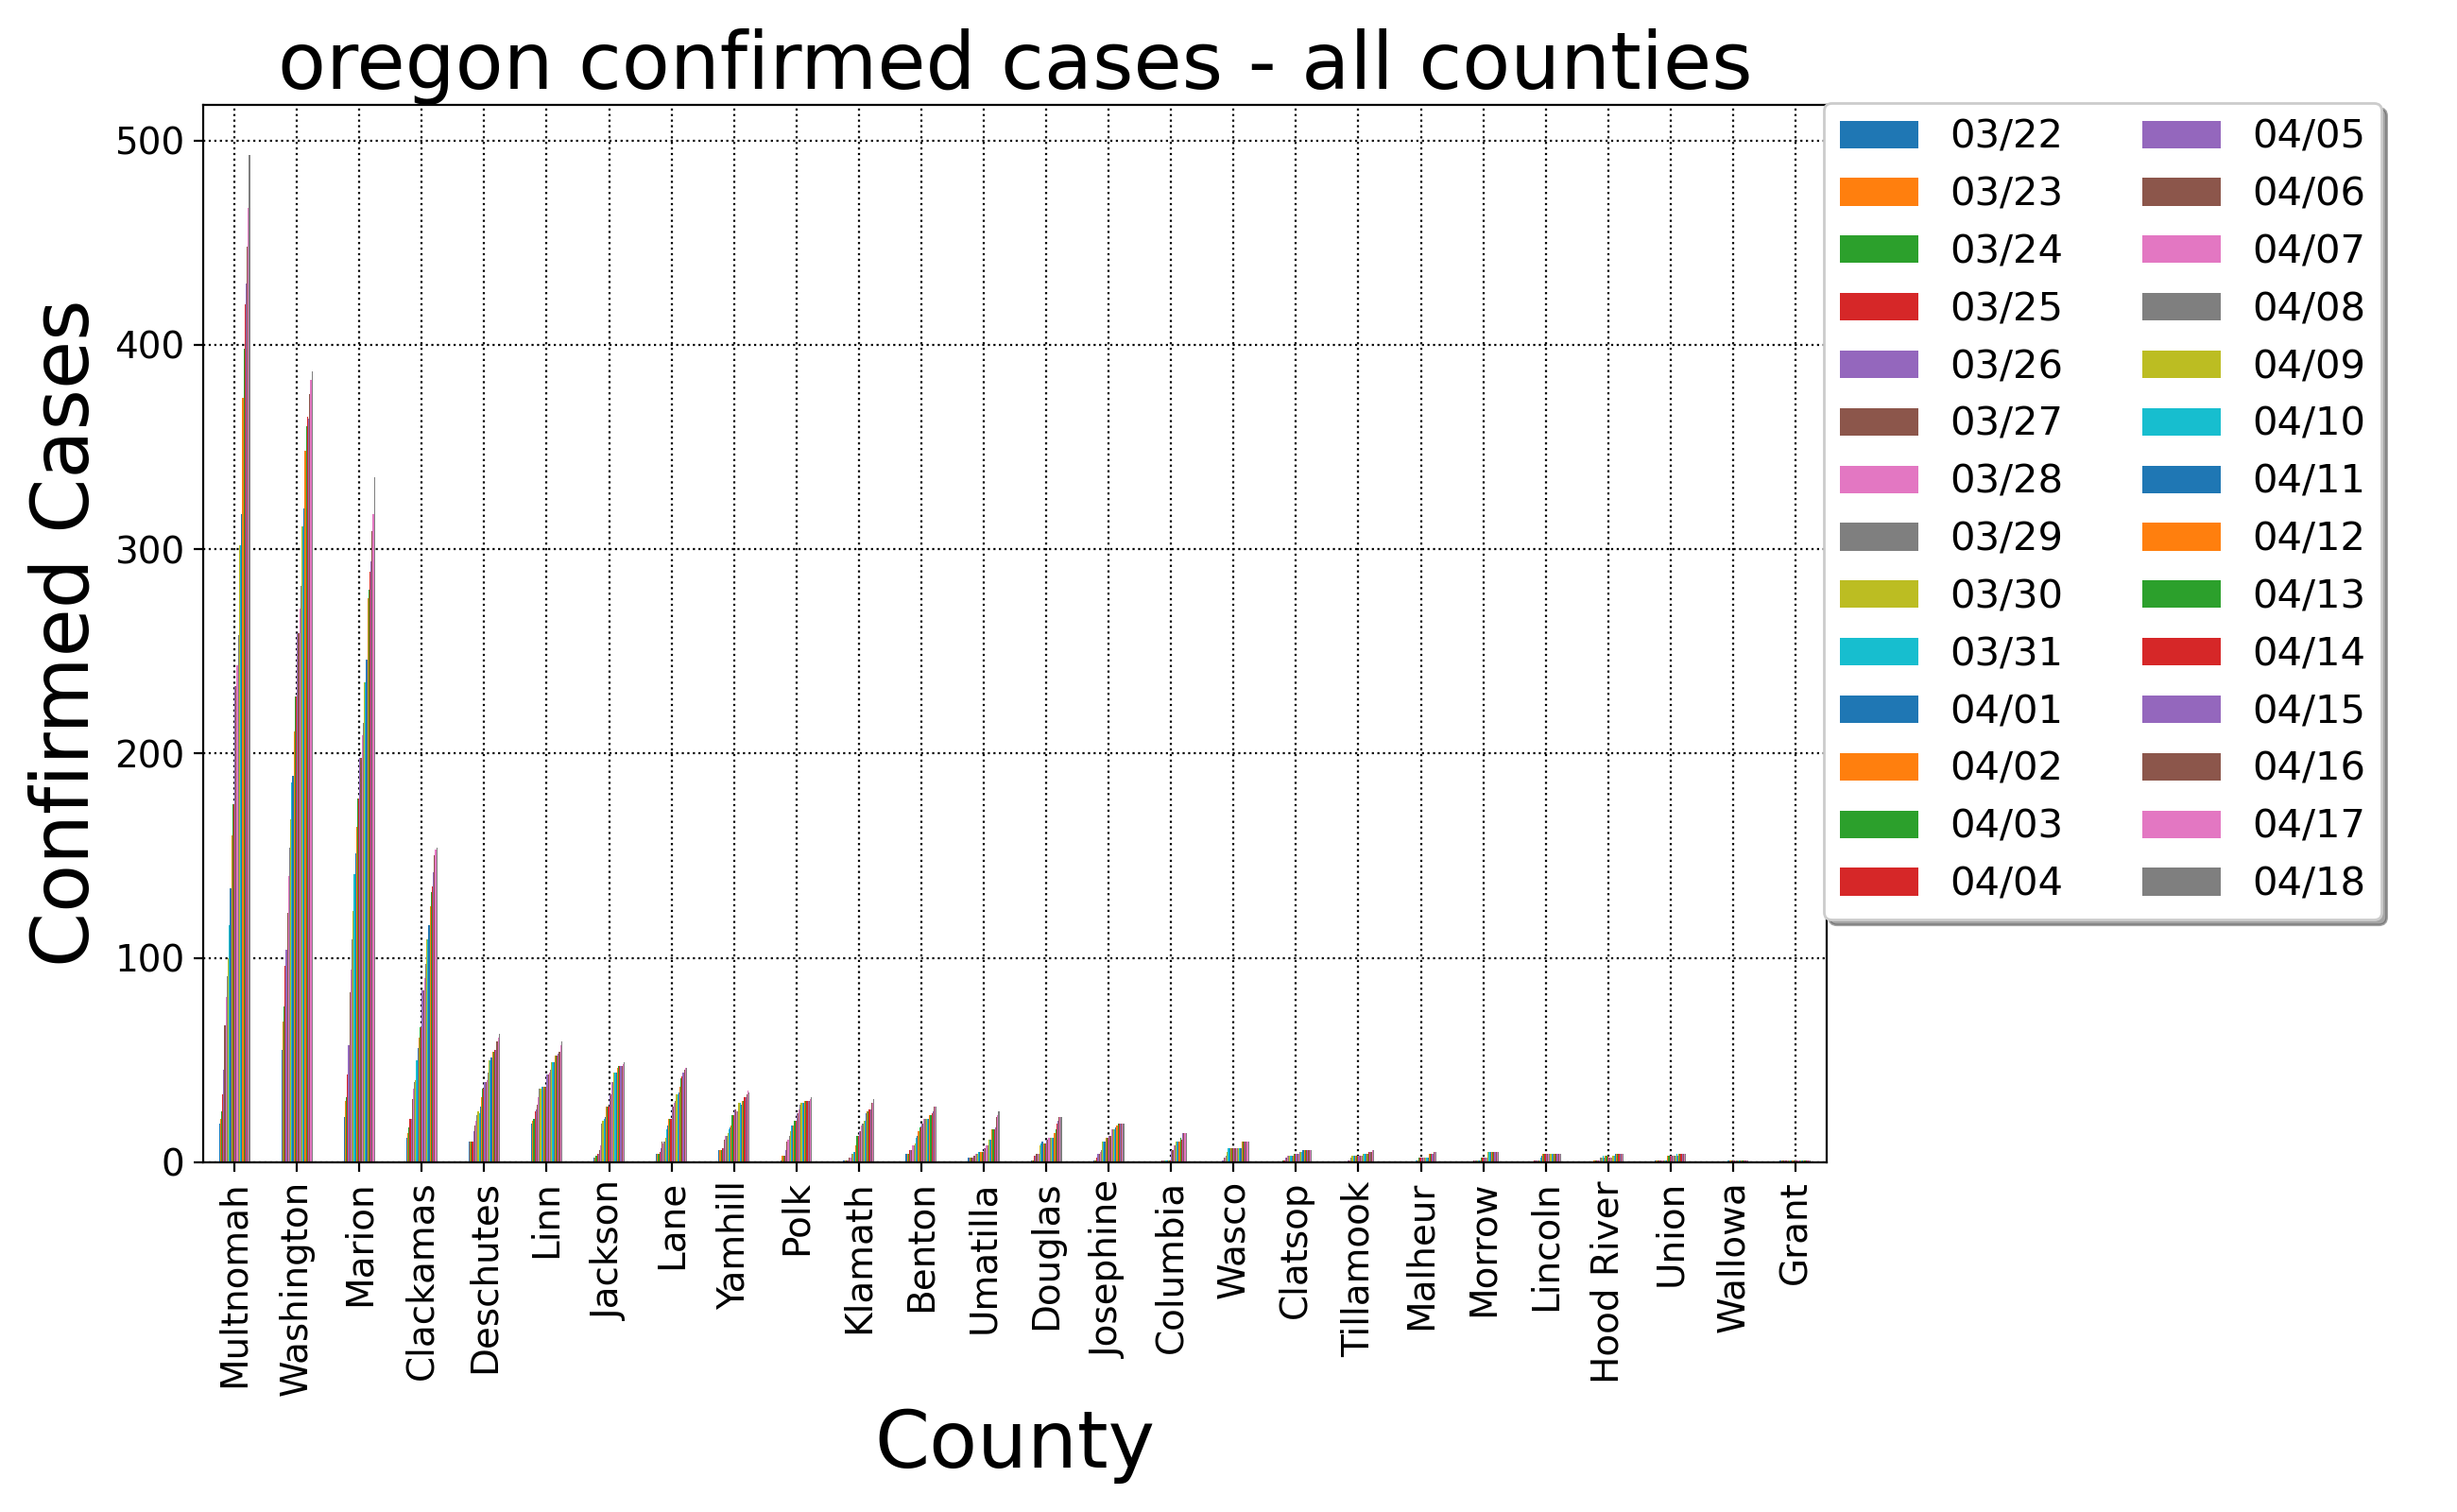 oregon confirmed cases - all counties
Confirmed Cases
500
400
300
200
100
0
03/22
03/23
03/24
03/25
03/26
03/27
03/28
03/29
03/30
03/31
04/01
04/02
04/03
04/04
04/05
04/06
04/07
04/08
04/09
04/10
04/11
04/12
04/13
04/14
04/15
04/16
04/17
04/18
Multnomah
Washington
Marion
Clackamas
Deschutes
Linn
Jackson
Lane
Yamhill
Polk
Klamath
Benton
Umatilla
Douglas
Josephine
Columbia
Wasco
Clatsop
Tillamook
Malheur
Morrow
Lincoln
Hood River
Union
Wallowa
Grant
County